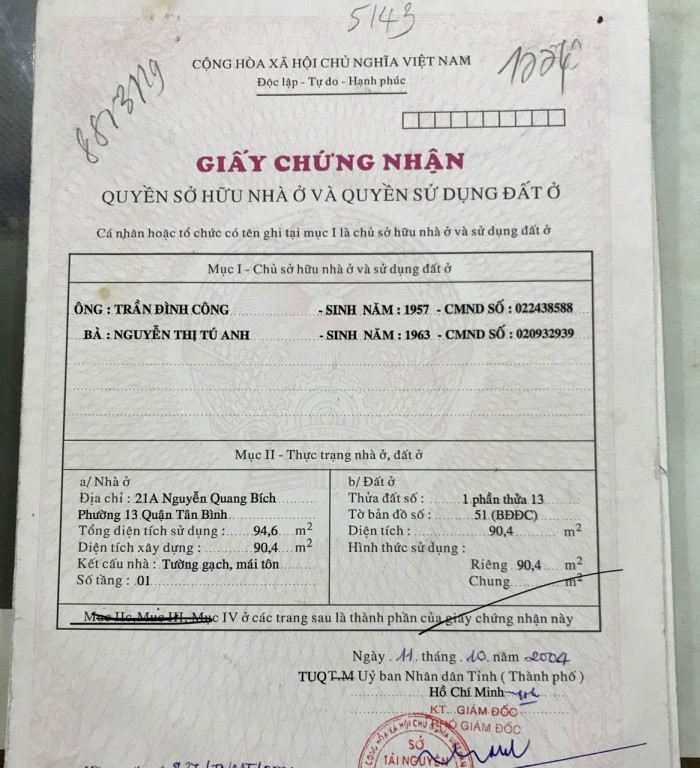 5143
CỘNG HÒA XÃ HỘI CHỦ NGHĨA VIỆT NAM
Độc lập - Tự do - Hạnh phúc
GIẤY CHỨNG NHẬN
QUYỀN SỞ HỮU NHÀ Ở VÀ QUYỀN SỬ DỤNG ĐẤT Ở
Cá nhân hoặc tổ chức có tên ghi tại mục I là chủ sở hữu nhà ở và sử dụng đất ở
Mục I - Chủ sở hữu nhà ở và sử dụng đất ở
ÔNG : TRẦN ĐÌNH CÔNG - SINH NĂM : 1957 - CMND SỐ : 022438588
BÀ : NGUYỄN THỊ TÚ ANH - SINH NĂM : 1963 - CMND SỐ : 020932939
Mục II - Thực trạng nhà ở, đất ở
a/ Nhà ở
Địa chỉ : 21A Nguyễn Quang Bích
Phường 13 Quận Tân Bình
Tổng diện tích sử dụng : 94,6 m²
Diện tích xây dựng : 90,4 m²
Kết cấu nhà : Tường gạch, mái tôn
Số tầng : 01
b/ Đất ở
Thửa đất số : 1 phần thửa 13
Tờ bản đồ số : 51 (BĐĐC)
Diện tích : 90,4 m²
Hình thức sử dụng :
Riêng 90,4 m²
Chung m²
Mục IIc, Mục III, Mục IV ở các trang sau là thành phần của giấy chứng nhận này
Ngày 11 tháng 10 năm 2004
TUQT.M Uỷ ban Nhân dân Tỉnh ( Thành phố )
Hồ Chí Minh
KT. GIÁM ĐỐC
PHÓ GIÁM ĐỐC
SỞ
TÀI NGUYÊN